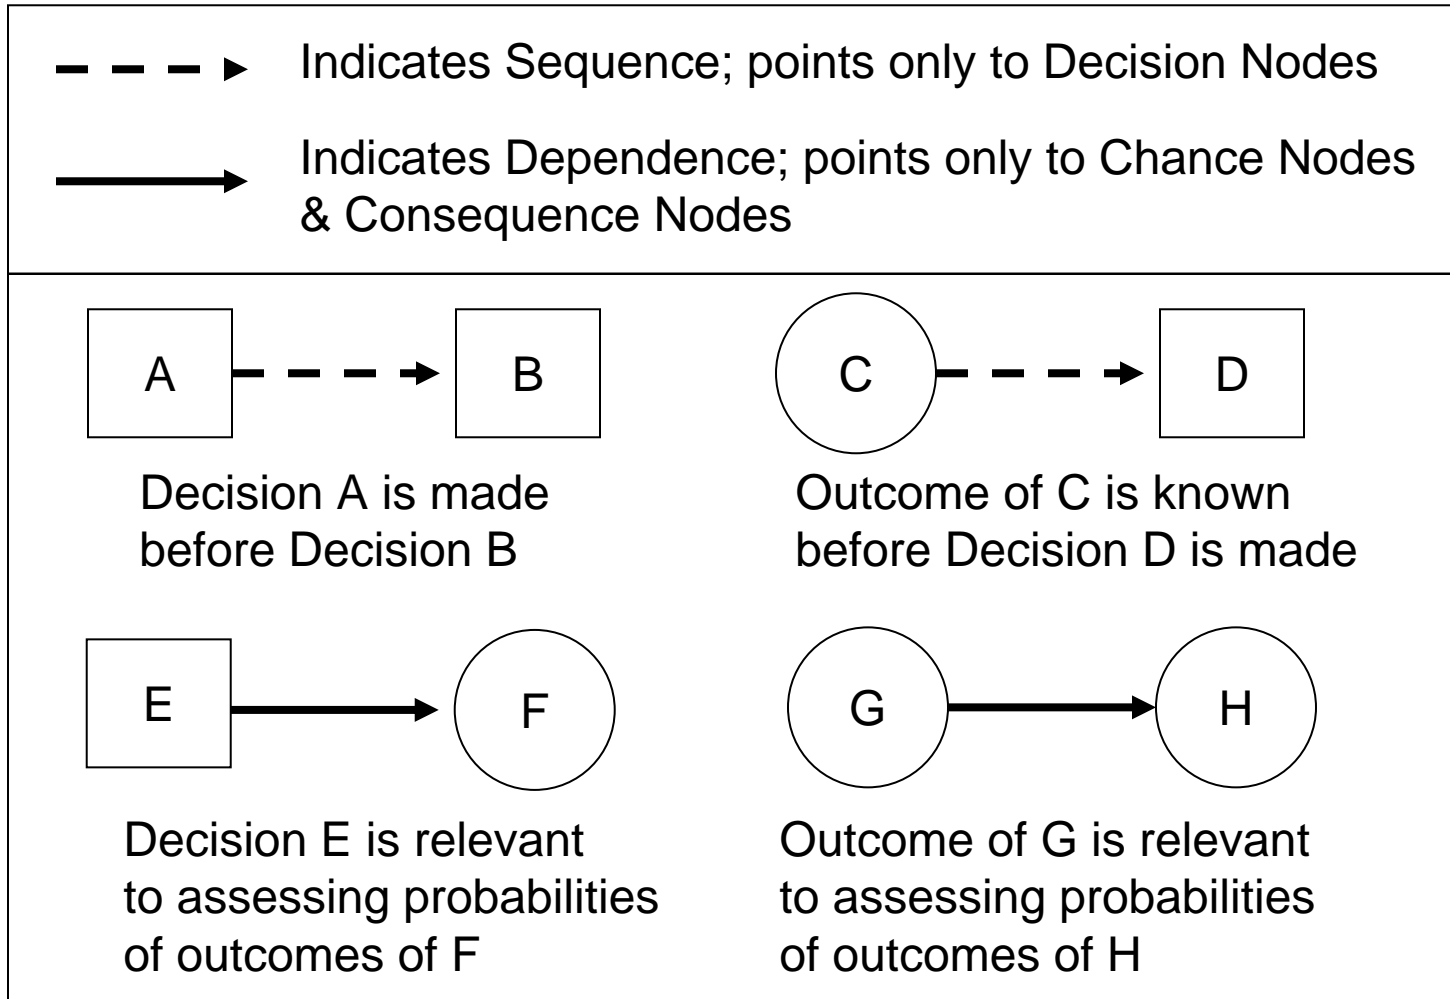 Indicates Sequence; points only to Decision Nodes
Indicates Dependence; points only to Chance Nodes
& Consequence Nodes
A
B
Decision A is made
before Decision B
C
D
Outcome of C is known
before Decision D is made
E
F
Decision E is relevant
to assessing probabilities
of outcomes of F
G
H
Outcome of G is relevant
to assessing probabilities
of outcomes of H